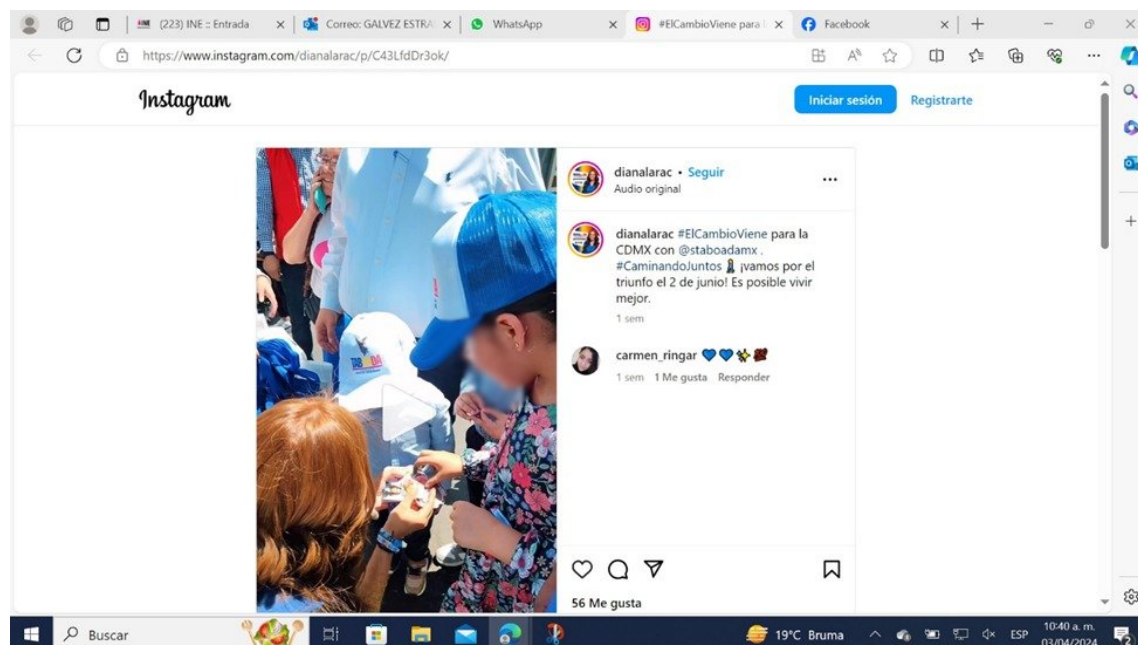 (223) INE :: Entrada
Correo: GALVEZ ESTRA
WhatsApp
#ElCambioViene para l
Facebook
https://www.instagram.com/dianalarac/p/C43LfdDr3ok/
Instagram
Iniciar sesión
Registrarte
dianalarac • Seguir
Audio original
dianalarac #ElCambioViene para la
CDMX con @staboadamx .
#CaminandoJuntos ¡vamos por el
triunfo el 2 de junio! Es posible vivir
mejor.
1 sem
carmen_ringar
1 sem 1 Me gusta Responder
56 Me gusta
Buscar
19°C Bruma
ESP
10:40 a. m.
03/04/2024